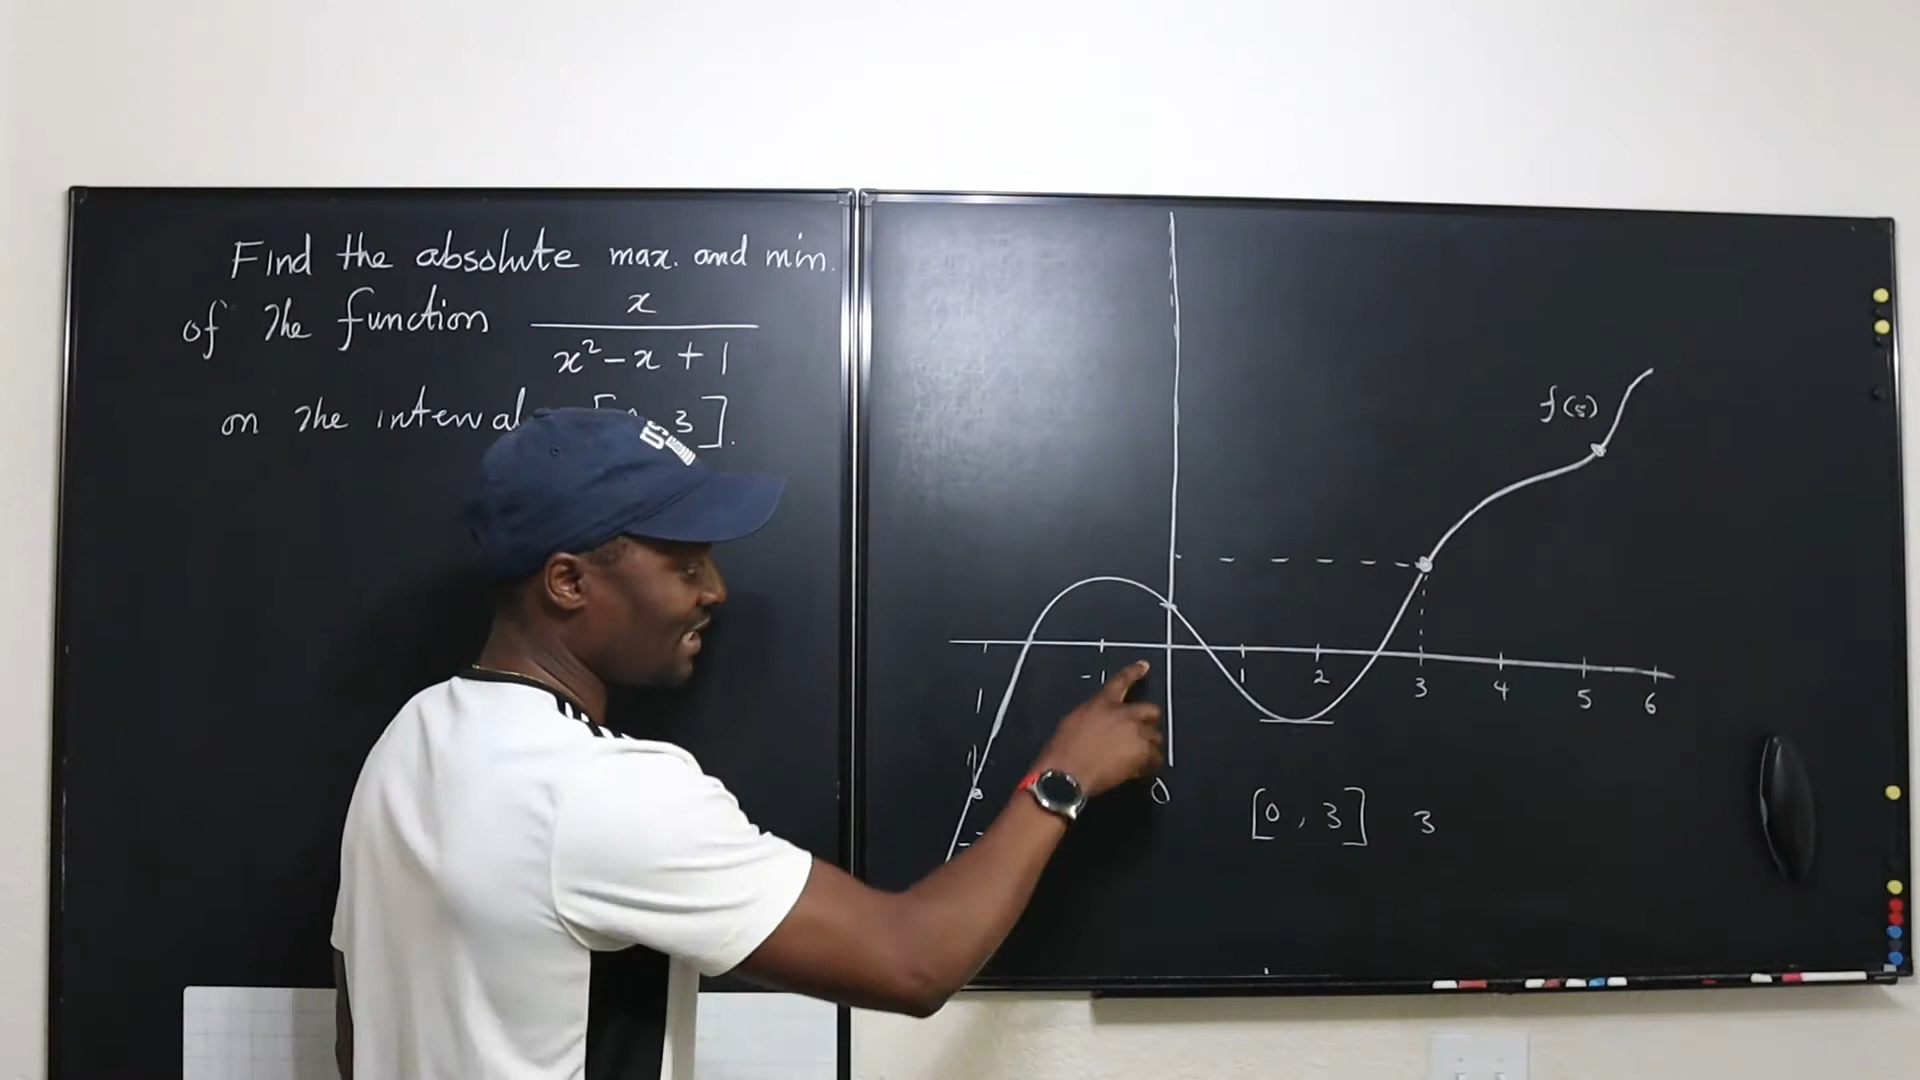 Find the absolute max. and min.
of the function x / x² - x + 1
on the interval [ , 3].
f(5)
-1 1 2 3 4 5 6
0
[0, 3] 3